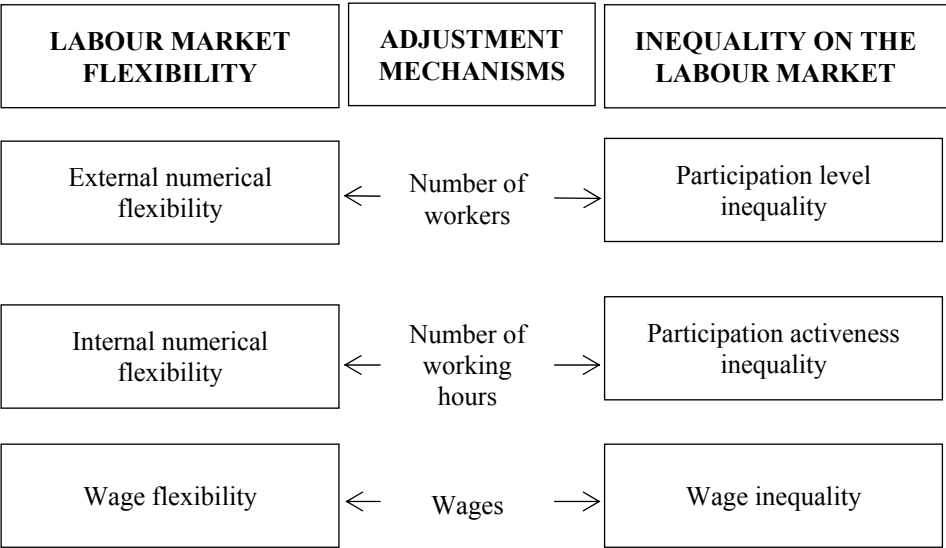 LABOUR MARKET
FLEXIBILITY
ADJUSTMENT
MECHANISMS
INEQUALITY ON THE
LABOUR MARKET
External numerical
flexibility
Number of
workers
Participation level
inequality
Internal numerical
flexibility
Number of
working
hours
Participation activeness
inequality
Wage flexibility
Wages
Wage inequality